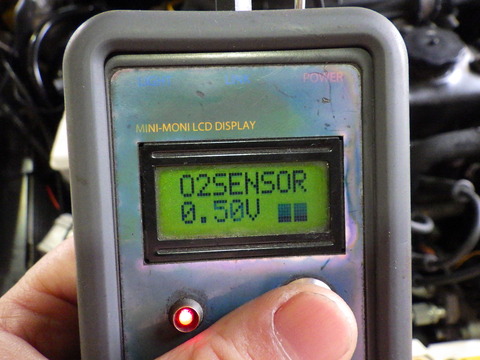 POWER
MINI-MONI LCD DISPLAY
O2SENSOR
0.50V